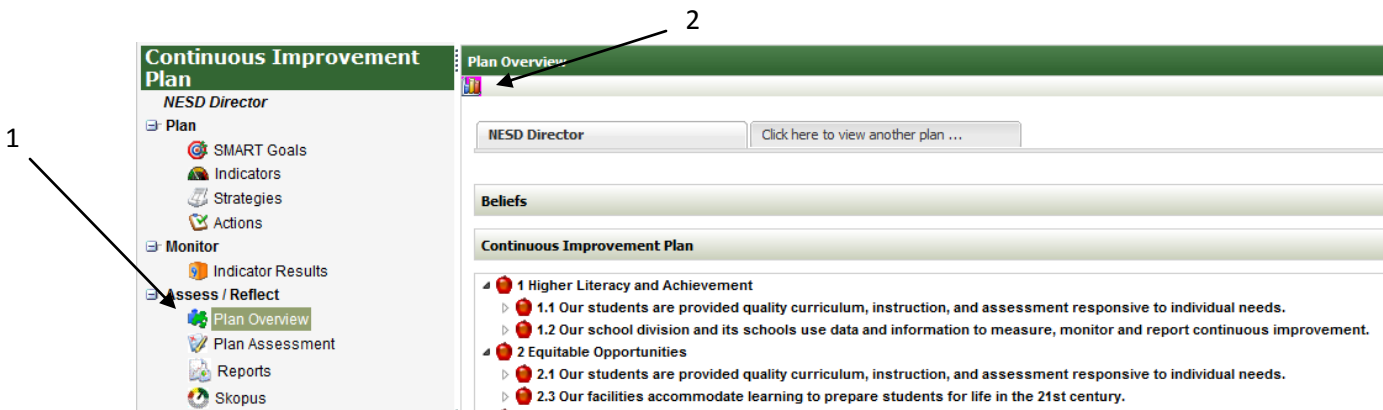 2
1
Continuous Improvement
Plan
NESD Director
Plan
SMART Goals
Indicators
Strategies
Actions
Monitor
Indicator Results
Assess / Reflect
Plan Overview
Plan Assessment
Reports
Skopus
Plan Overview
NESD Director
Click here to view another plan ...
Beliefs
Continuous Improvement Plan
1 Higher Literacy and Achievement
1.1 Our students are provided quality curriculum, instruction, and assessment responsive to individual needs.
1.2 Our school division and its schools use data and information to measure, monitor and report continuous improvement.
2 Equitable Opportunities
2.1 Our students are provided quality curriculum, instruction, and assessment responsive to individual needs.
2.3 Our facilities accommodate learning to prepare students for life in the 21st century.